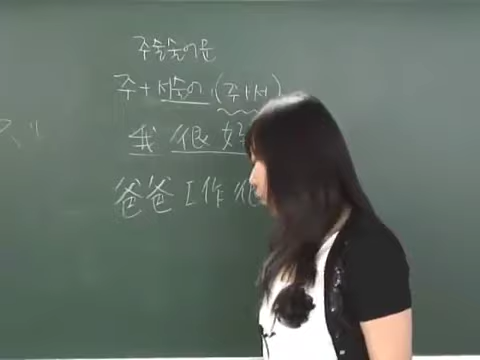 주술술어문
주 + 서술어 (주+서)
我 很 好
爸爸 工作 很